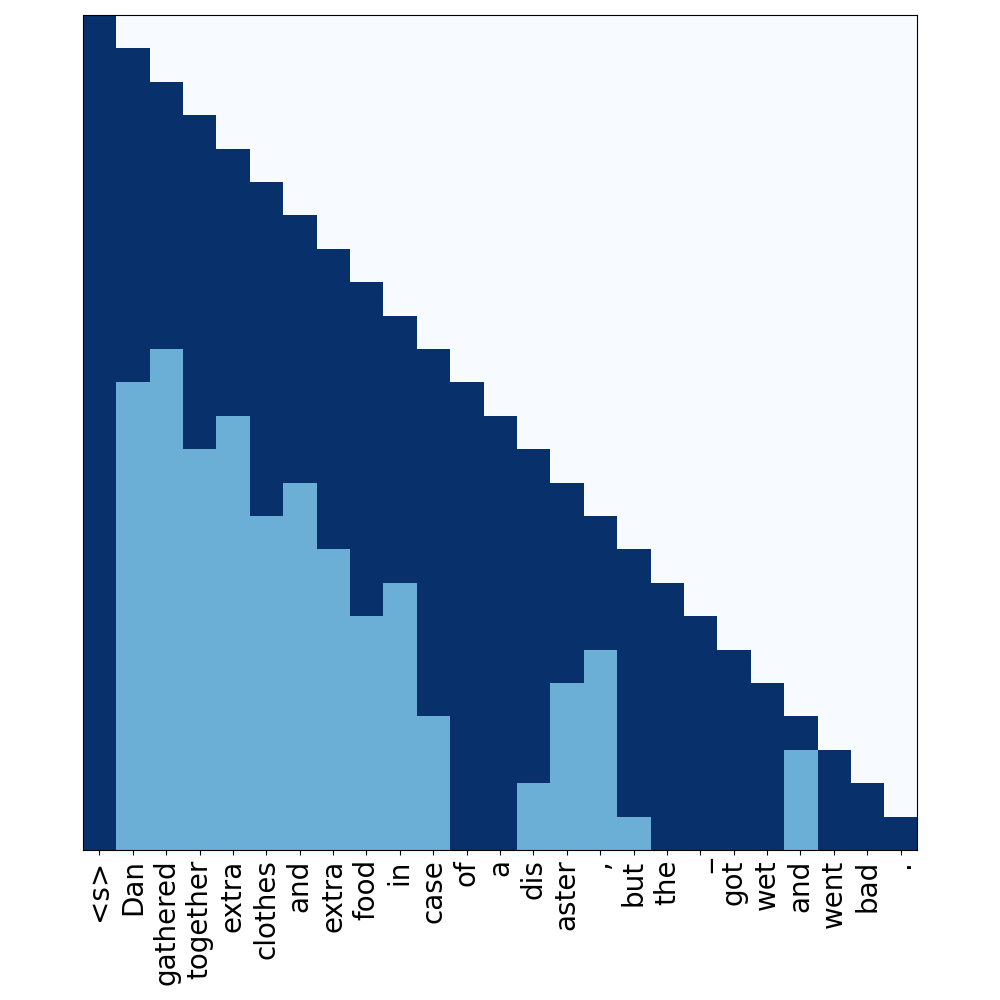 <s> Dan gathered together extra clothes and extra food in case of a dis aster , but the _ got wet and went bad .